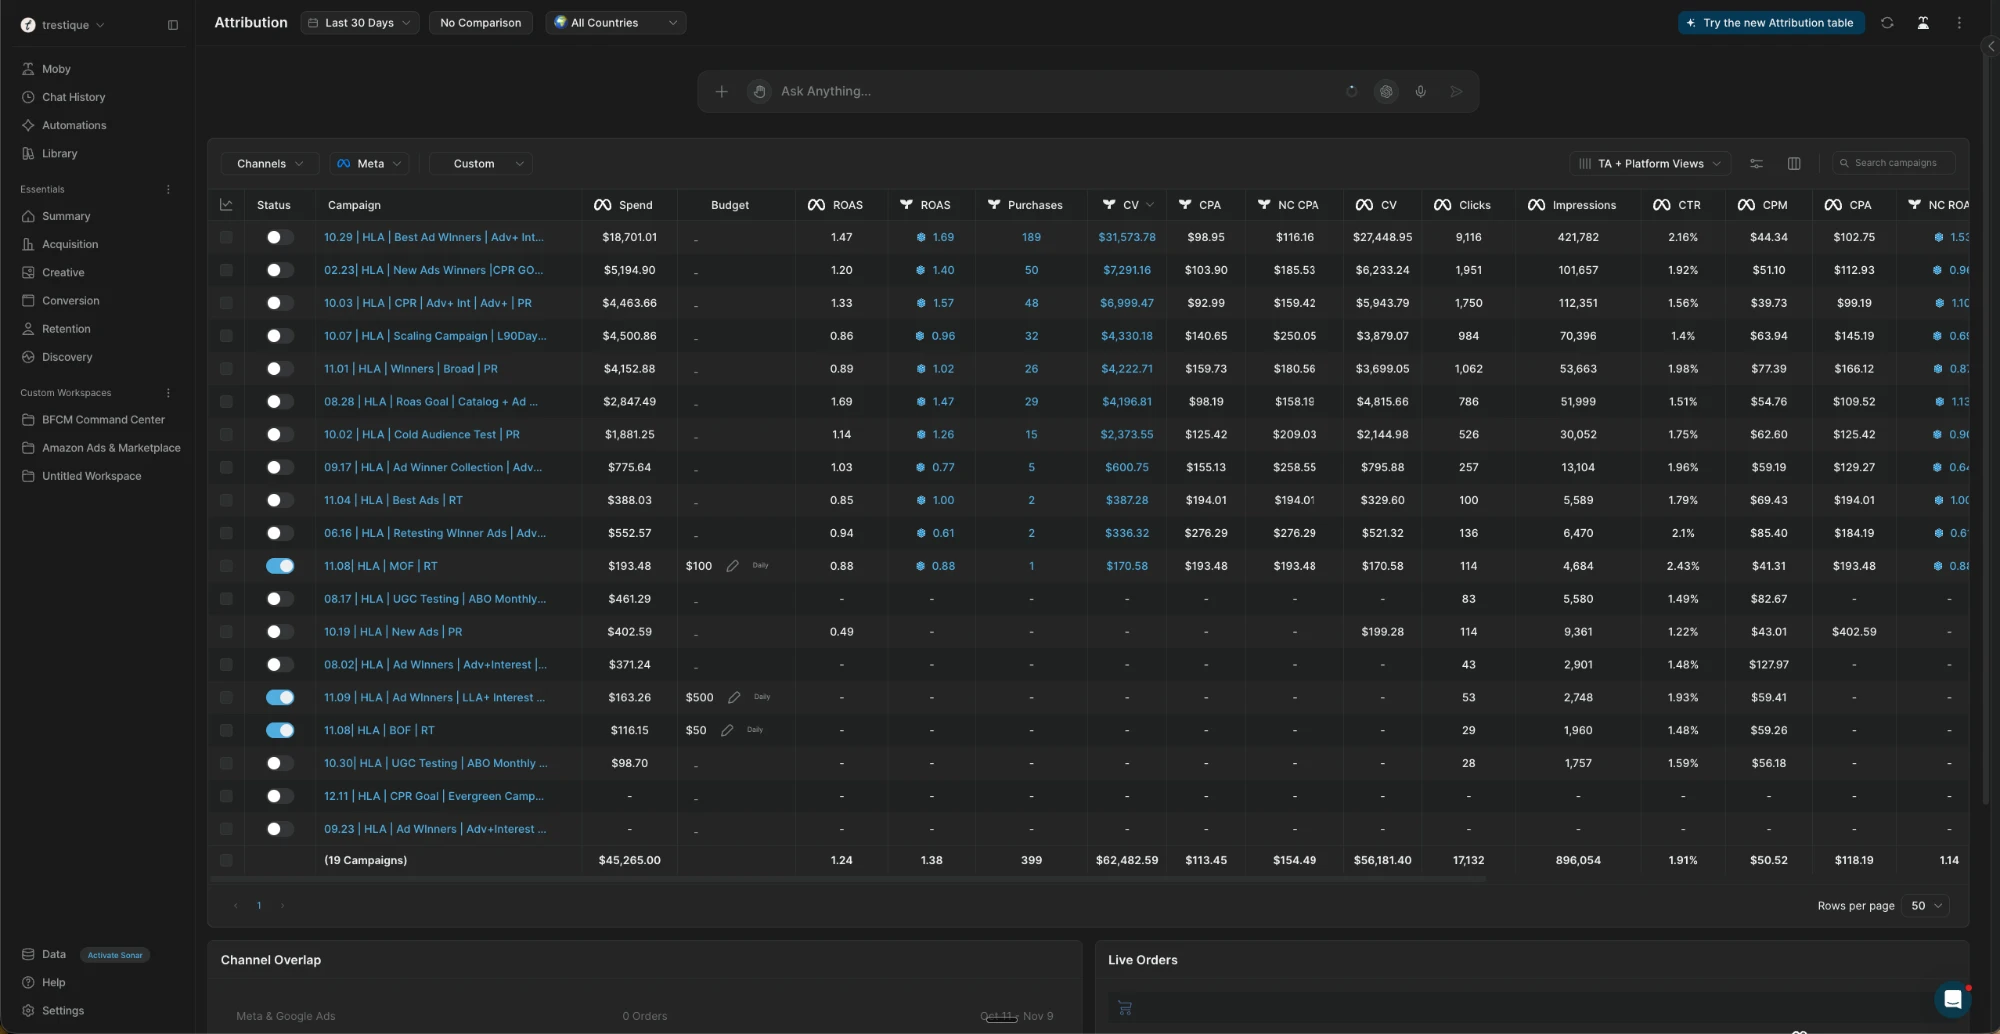 trestique
Attribution
Last 30 Days
No Comparison
All Countries
Try the new Attribution table
Moby
Chat History
Automations
Library
Essentials
Summary
Acquisition
Creative
Conversion
Retention
Discovery
Custom Workspaces
BFCM Command Center
Amazon Ads & Marketplace
Untitled Workspace
Data Activate Sonar
Help
Settings
Ask Anything...
Channels Meta Custom TA + Platform Views Search campaigns
Status Campaign Spend Budget ROAS ROAS Purchases CV CPA NC CPA CV Clicks Impressions CTR CPM CPA NC ROA
10.29 | HLA | Best Ad WInners | Adv+ Int... $18,701.01 - 1.47 1.69 189 $31,573.78 $98.95 $116.16 $27,448.95 9,116 421,782 2.16% $44.34 $102.75 1.53
02.23| HLA | New Ads Winners |CPR GO... $5,194.90 - 1.20 1.40 50 $7,291.16 $103.90 $185.53 $6,233.24 1,951 101,657 1.92% $51.10 $112.93 0.96
10.03 | HLA | CPR | Adv+ Int | Adv+ | PR $4,463.66 - 1.33 1.57 48 $6,999.47 $92.99 $159.42 $5,943.79 1,750 112,351 1.56% $39.73 $99.19 1.10
10.07 | HLA | Scaling Campaign | L90Day... $4,500.86 - 0.86 0.96 32 $4,330.18 $140.65 $250.05 $3,879.07 984 70,396 1.4% $63.94 $145.19 0.69
11.01 | HLA | WInners | Broad | PR $4,152.88 - 0.89 1.02 26 $4,222.71 $159.73 $180.56 $3,699.05 1,062 53,663 1.98% $77.39 $166.12 0.87
08.28 | HLA | Roas Goal | Catalog + Ad ... $2,847.49 - 1.69 1.47 29 $4,196.81 $98.19 $158.19 $4,815.66 786 51,999 1.51% $54.76 $109.52 1.13
10.02 | HLA | Cold Audience Test | PR $1,881.25 - 1.14 1.26 15 $2,373.55 $125.42 $209.03 $2,144.98 526 30,052 1.75% $62.60 $125.42 0.90
09.17 | HLA | Ad Winner Collection | Adv... $775.64 - 1.03 0.77 5 $600.75 $155.13 $258.55 $795.88 257 13,104 1.96% $59.19 $129.27 0.64
11.04 | HLA | Best Ads | RT $388.03 - 0.85 1.00 2 $387.28 $194.01 $194.01 $329.60 100 5,589 1.79% $69.43 $194.01 1.00
06.16 | HLA | Retesting WInner Ads | Adv... $552.57 - 0.94 0.61 2 $336.32 $276.29 $276.29 $521.32 136 6,470 2.1% $85.40 $184.19 0.61
11.08| HLA | MOF | RT $193.48 $100 Daily 0.88 0.88 1 $170.58 $193.48 $193.48 $170.58 114 4,684 2.43% $41.31 $193.48 0.88
08.17 | HLA | UGC Testing | ABO Monthly... $461.29 - - - - - - - - 83 5,580 1.49% $82.67 - -
10.19 | HLA | New Ads | PR $402.59 - 0.49 - - - - - $199.28 114 9,361 1.22% $43.01 $402.59 -
08.02| HLA | Ad WInners | Adv+Interest |... $371.24 - - - - - - - - 43 2,901 1.48% $127.97 - -
11.09 | HLA | Ad WInners | LLA+ Interest ... $163.26 $500 Daily - - - - - - - 53 2,748 1.93% $59.41 - -
11.08| HLA | BOF | RT $116.15 $50 Daily - - - - - - - 29 1,960 1.48% $59.26 - -
10.30| HLA | UGC Testing | ABO Monthly ... $98.70 - - - - - - - - 28 1,757 1.59% $56.18 - -
12.11 | HLA | CPR Goal | Evergreen Camp... - - - - - - - - - - - - - - -
09.23 | HLA | Ad WInners | Adv+Interest ... - - - - - - - - - - - - - - -
(19 Campaigns) $45,265.00 1.24 1.38 399 $62,482.59 $113.45 $154.49 $56,181.40 17,132 896,054 1.91% $50.52 $118.19 1.14
1
Rows per page 50
Channel Overlap
Meta & Google Ads 0 Orders Oct 11 - Nov 9
Live Orders